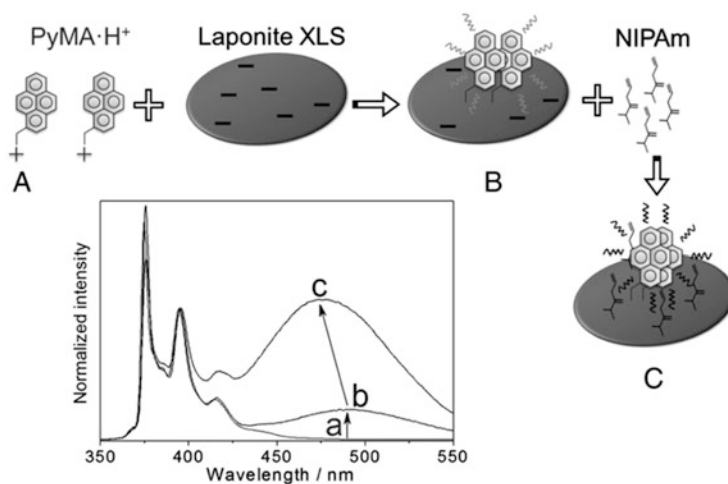 PyMA·H⁺
Laponite XLS
NIPAm
A
B
C
Normalized intensity
c
b
a
350 400 450 500 550
Wavelength / nm